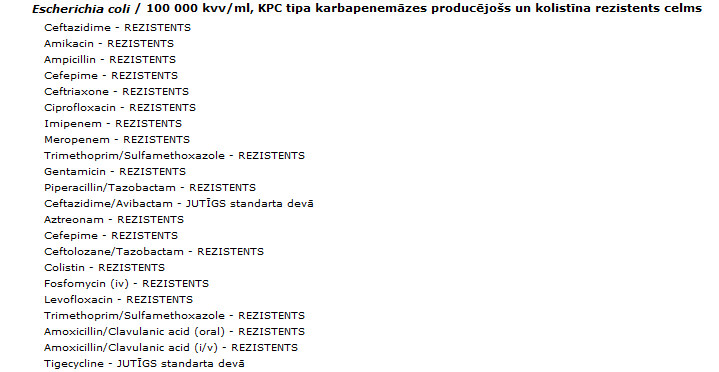 Escherichia coli / 100 000 kvv/ml, KPC tipa karbapenemāzes producējošs un kolistīna rezistents celms
Ceftazidime - REZISTENTS
Amikacin - REZISTENTS
Ampicillin - REZISTENTS
Cefepime - REZISTENTS
Ceftriaxone - REZISTENTS
Ciprofloxacin - REZISTENTS
Imipenem - REZISTENTS
Meropenem - REZISTENTS
Trimethoprim/Sulfamethoxazole - REZISTENTS
Gentamicin - REZISTENTS
Piperacillin/Tazobactam - REZISTENTS
Ceftazidime/Avibactam - JUTĪGS standarta devā
Aztreonam - REZISTENTS
Cefepime - REZISTENTS
Ceftolozane/Tazobactam - REZISTENTS
Colistin - REZISTENTS
Fosfomycin (iv) - REZISTENTS
Levofloxacin - REZISTENTS
Trimethoprim/Sulfamethoxazole - REZISTENTS
Amoxicillin/Clavulanic acid (oral) - REZISTENTS
Amoxicillin/Clavulanic acid (i/v) - REZISTENTS
Tigecycline - JUTĪGS standarta devā